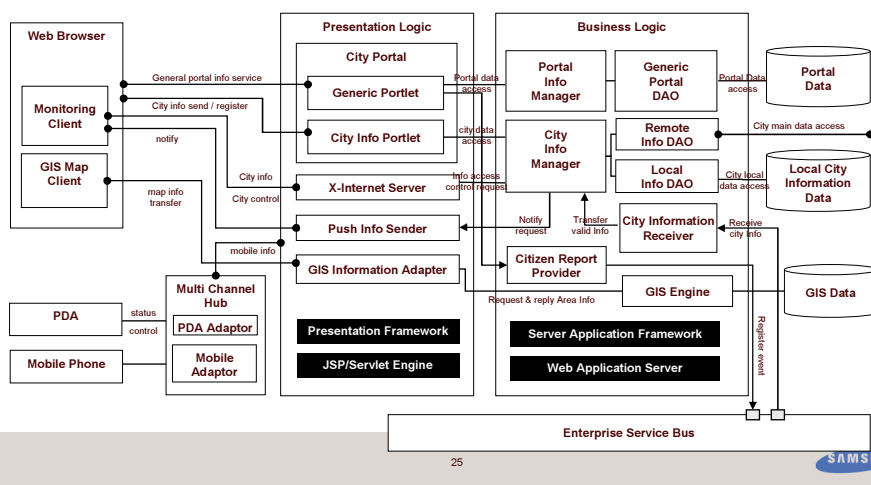 Presentation Logic
Business Logic
Web Browser
City Portal
Portal
Info
Manager
Generic
Portal
DAO
Portal
Data
General portal info service
Portal data
access
Portal Data
access
Generic Portlet
Monitoring
Client
City info send / register
City Info Portlet
city data
access
City
Info
Manager
Remote
Info DAO
City main data access
notify
GIS Map
Client
City info
City control
X-Internet Server
Info access
control request
Local
Info DAO
City local
data access
Local City
Information
Data
map info
transfer
Push Info Sender
Notify
request
Transfer
valid Info
City Information
Receiver
Receive
city Info
mobile info
GIS Information Adapter
Citizen Report
Provider
Multi Channel
Hub
Request & reply Area Info
GIS Engine
GIS Data
PDA
status
control
PDA Adaptor
Presentation Framework
Server Application Framework
Register event
Mobile Phone
Mobile
Adaptor
JSP/Servlet Engine
Web Application Server
Enterprise Service Bus
25
SAMS